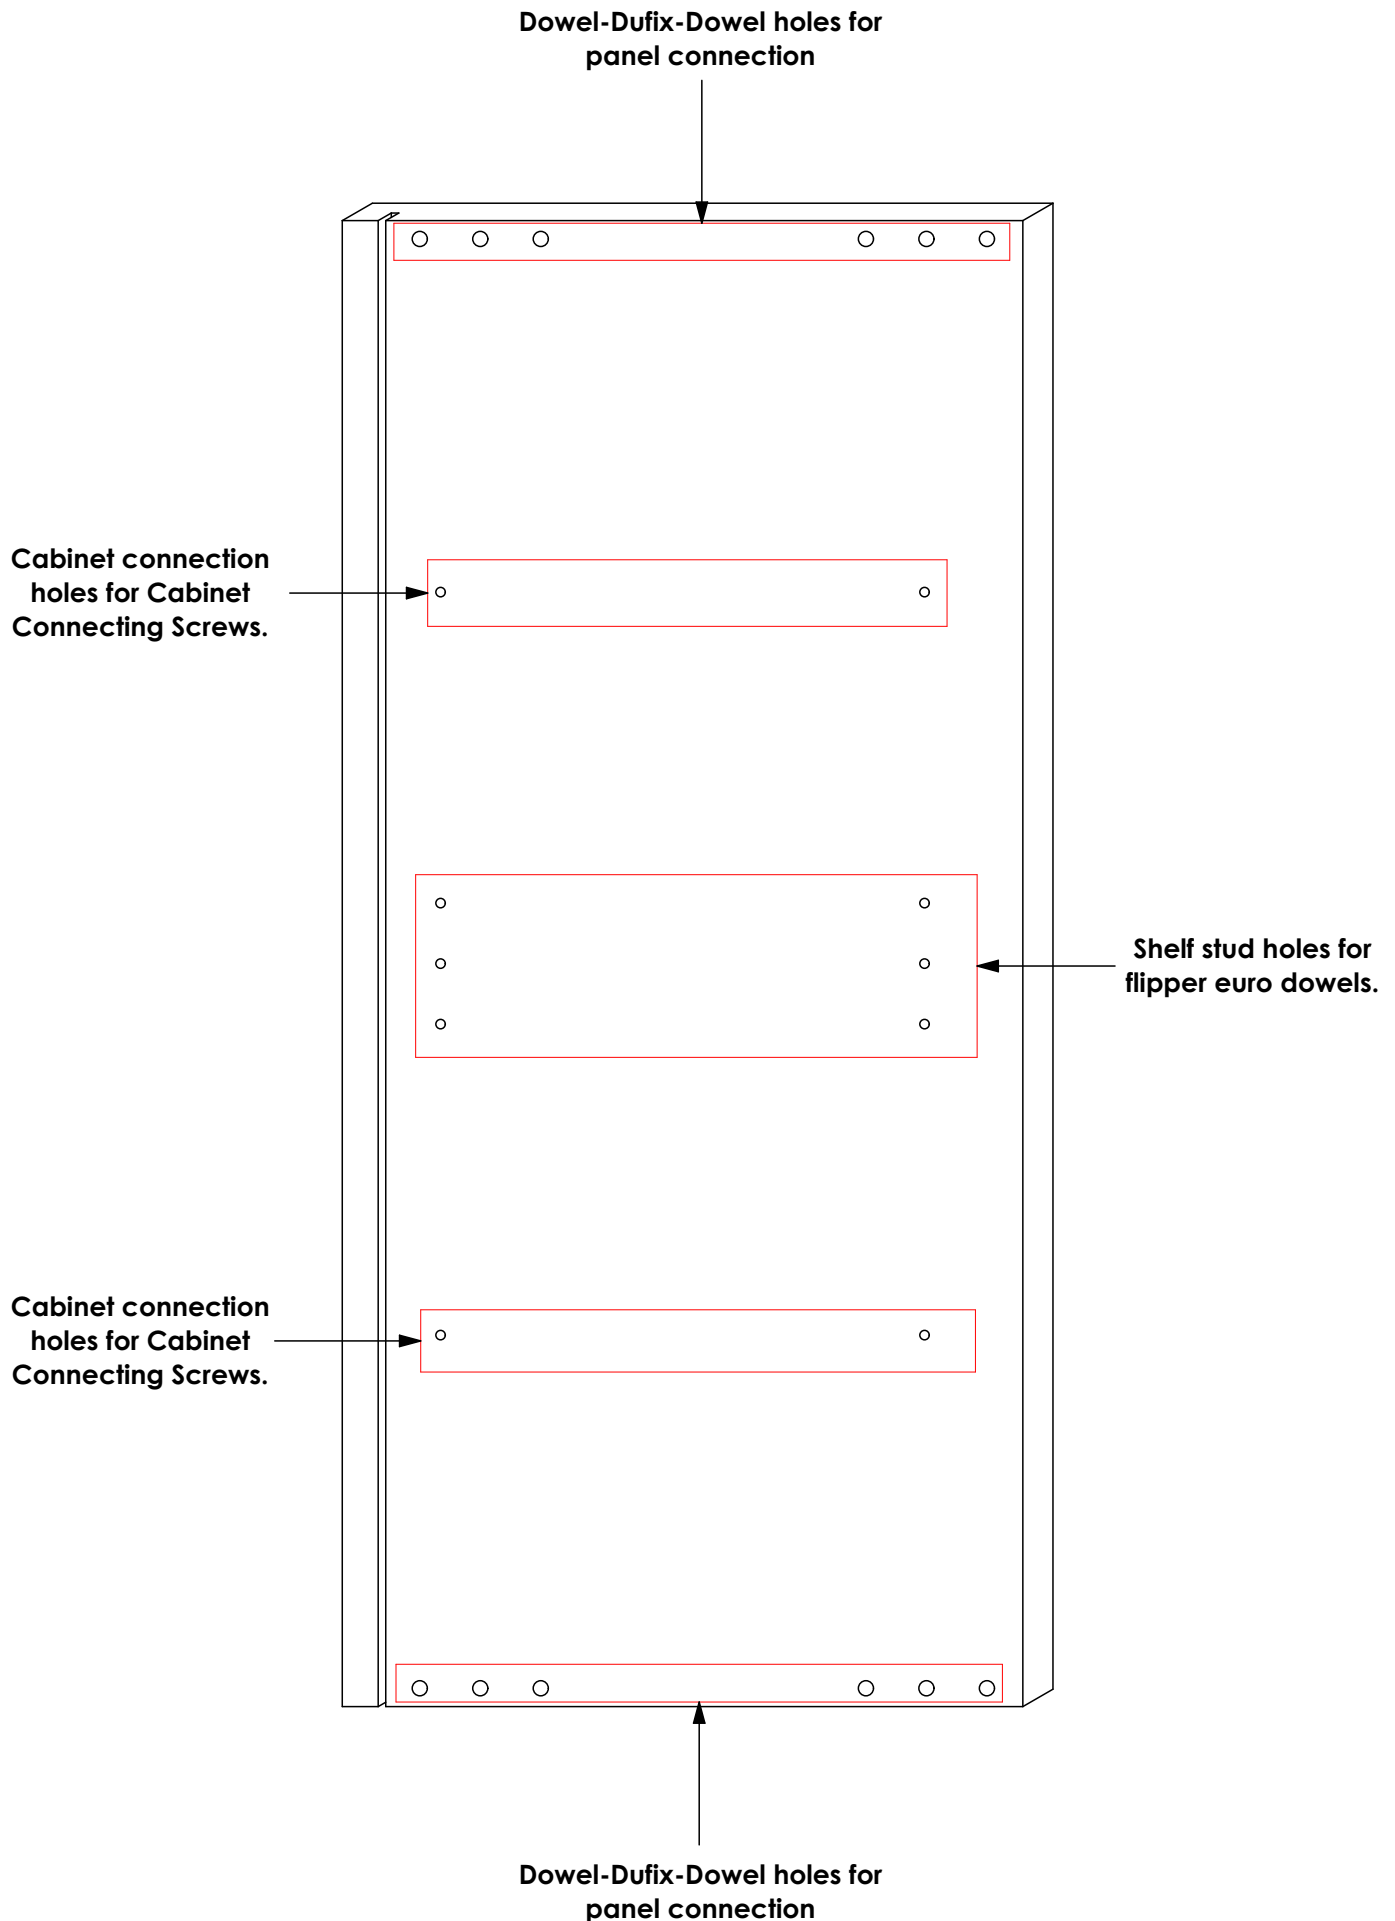 Dowel-Dufix-Dowel holes for
panel connection
Cabinet connection
holes for Cabinet
Connecting Screws.
Shelf stud holes for
flipper euro dowels.
Cabinet connection
holes for Cabinet
Connecting Screws.
Dowel-Dufix-Dowel holes for
panel connection